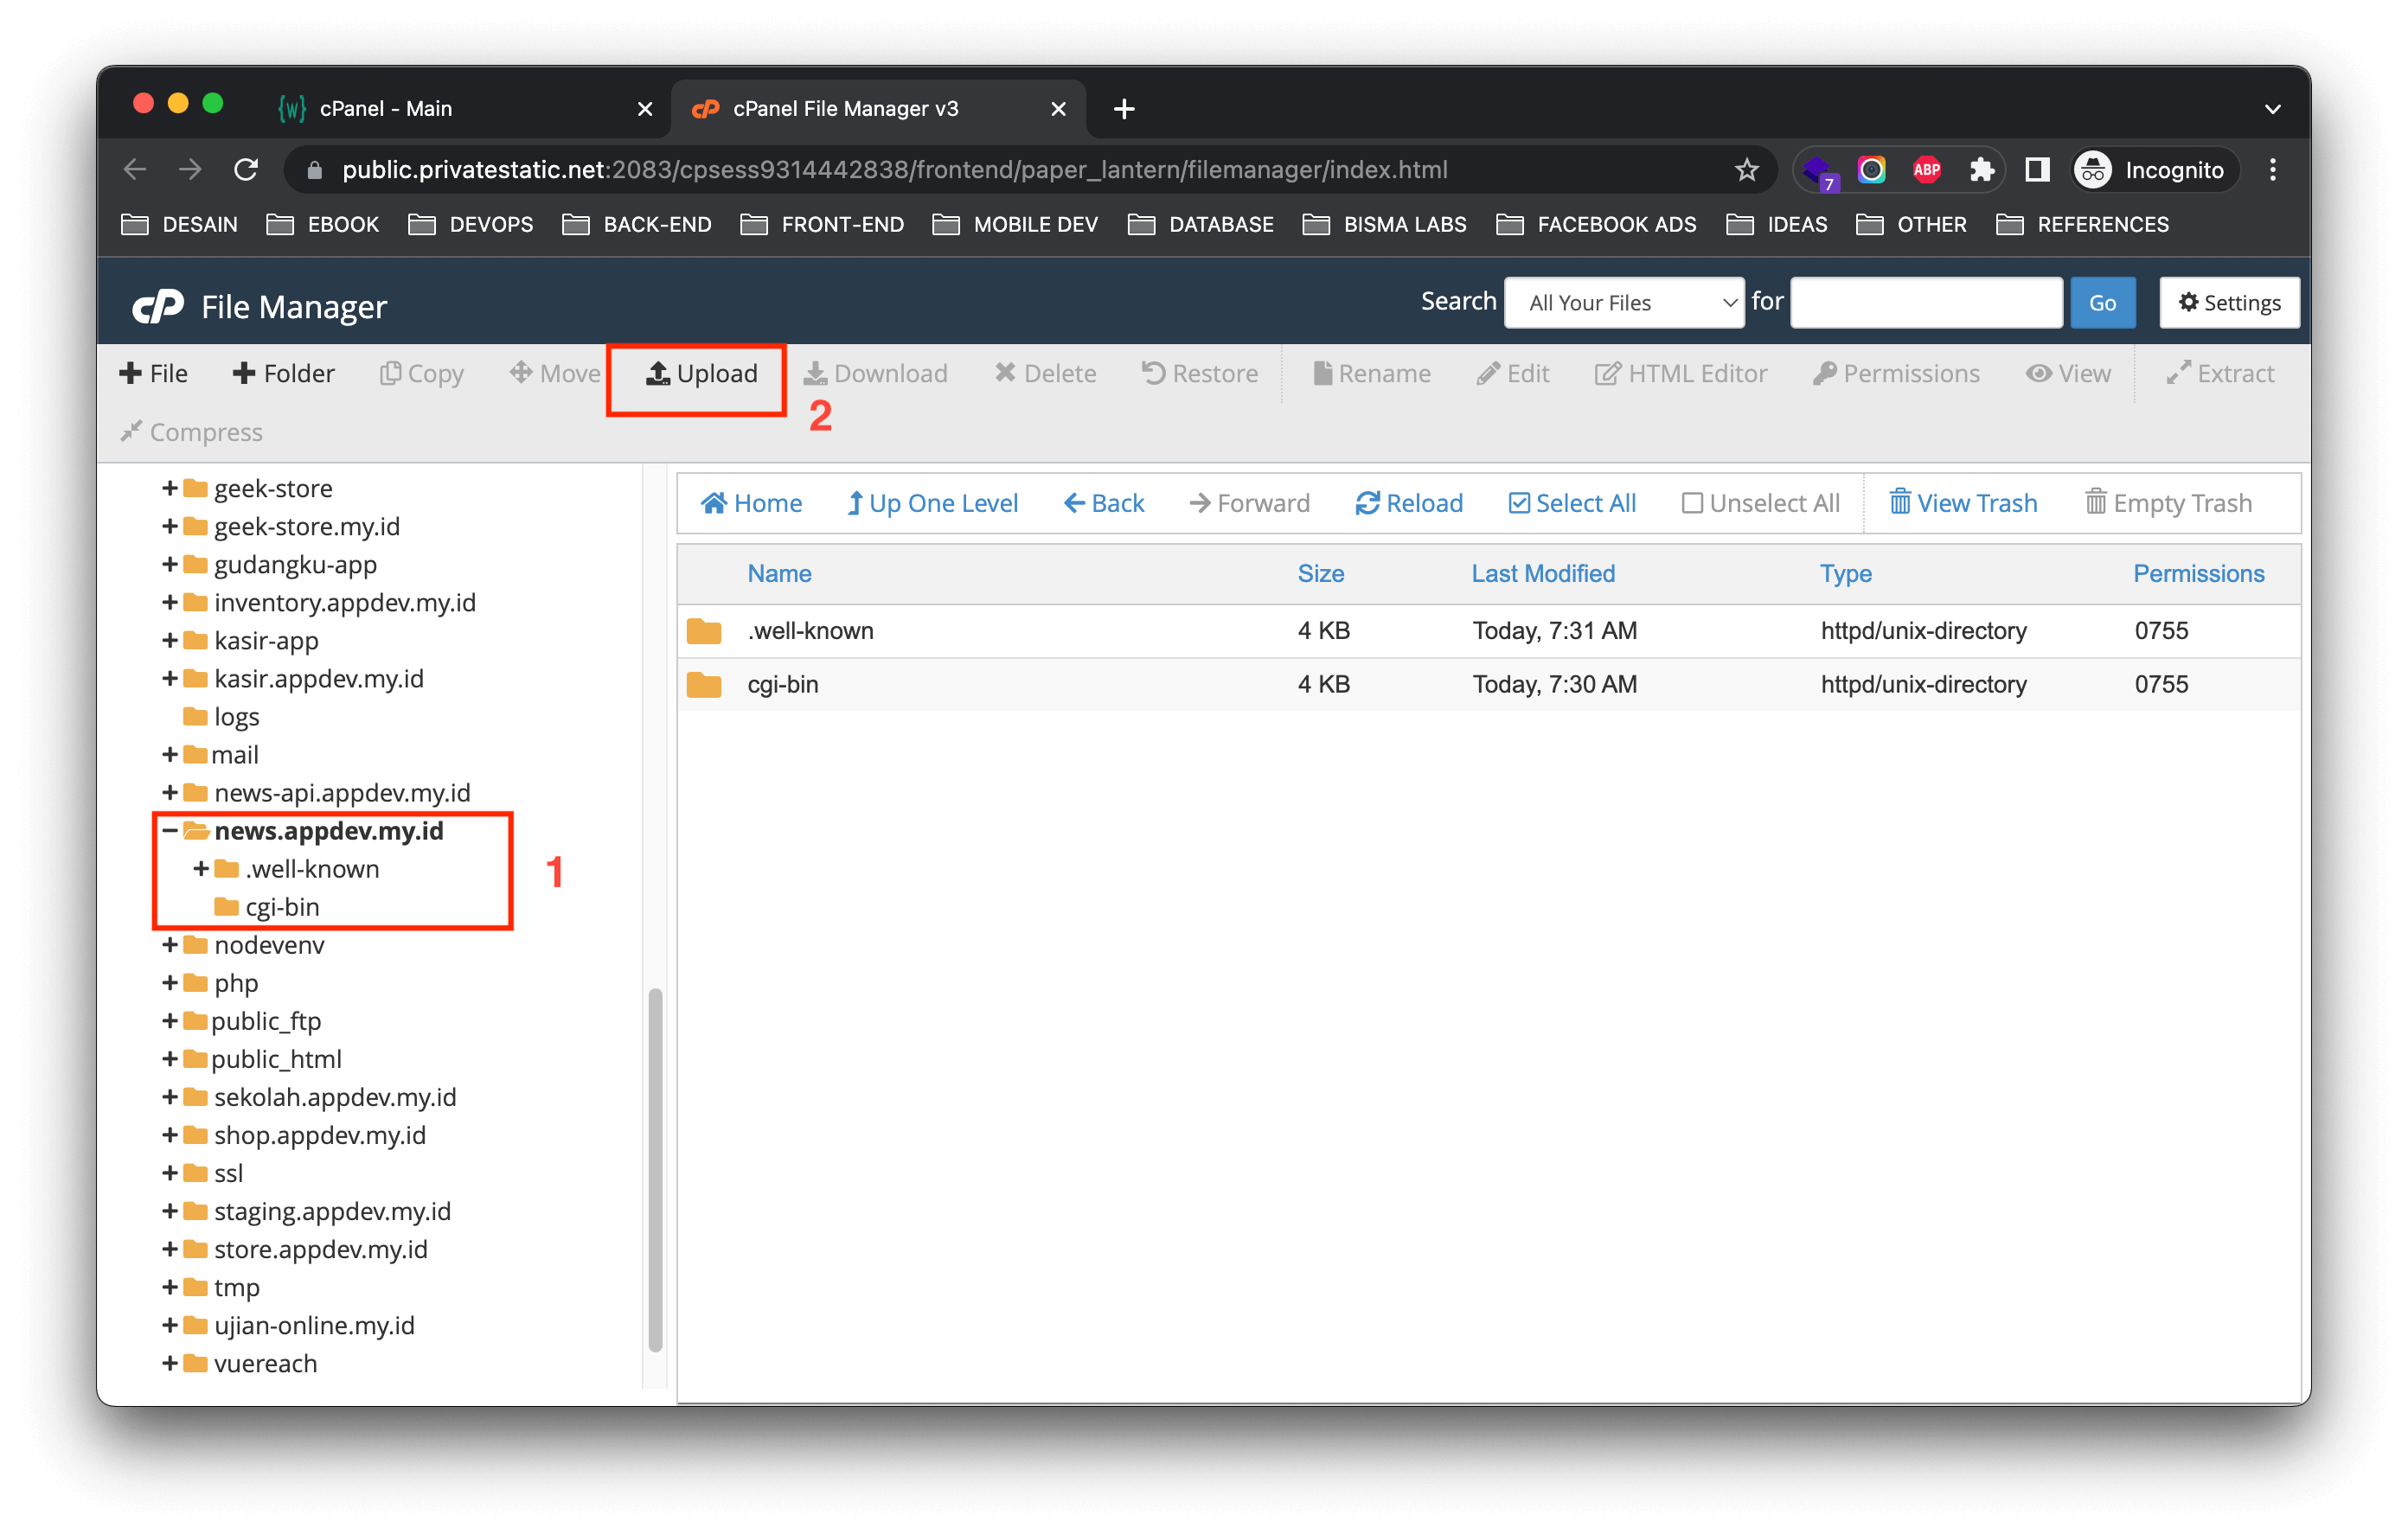 {W} cPanel - Main
cP cPanel File Manager v3
public.privatestatic.net:2083/cpsess9314442838/frontend/paper_lantern/filemanager/index.html
7
ABP
Incognito
DESAIN EBOOK DEVOPS BACK-END FRONT-END MOBILE DEV DATABASE BISMA LABS FACEBOOK ADS IDEAS OTHER REFERENCES
cP File Manager
Search All Your Files for Go Settings
File Folder Copy Move Upload Download Delete Restore Rename Edit HTML Editor Permissions View Extract
2
Compress
geek-store
geek-store.my.id
gudangku-app
inventory.appdev.my.id
kasir-app
kasir.appdev.my.id
logs
mail
news-api.appdev.my.id
news.appdev.my.id
.well-known
cgi-bin
1
nodevenv
php
public_ftp
public_html
sekolah.appdev.my.id
shop.appdev.my.id
ssl
staging.appdev.my.id
store.appdev.my.id
tmp
ujian-online.my.id
vuereach
Home Up One Level Back Forward Reload Select All Unselect All View Trash Empty Trash
Name Size Last Modified Type Permissions
.well-known 4 KB Today, 7:31 AM httpd/unix-directory 0755
cgi-bin 4 KB Today, 7:30 AM httpd/unix-directory 0755